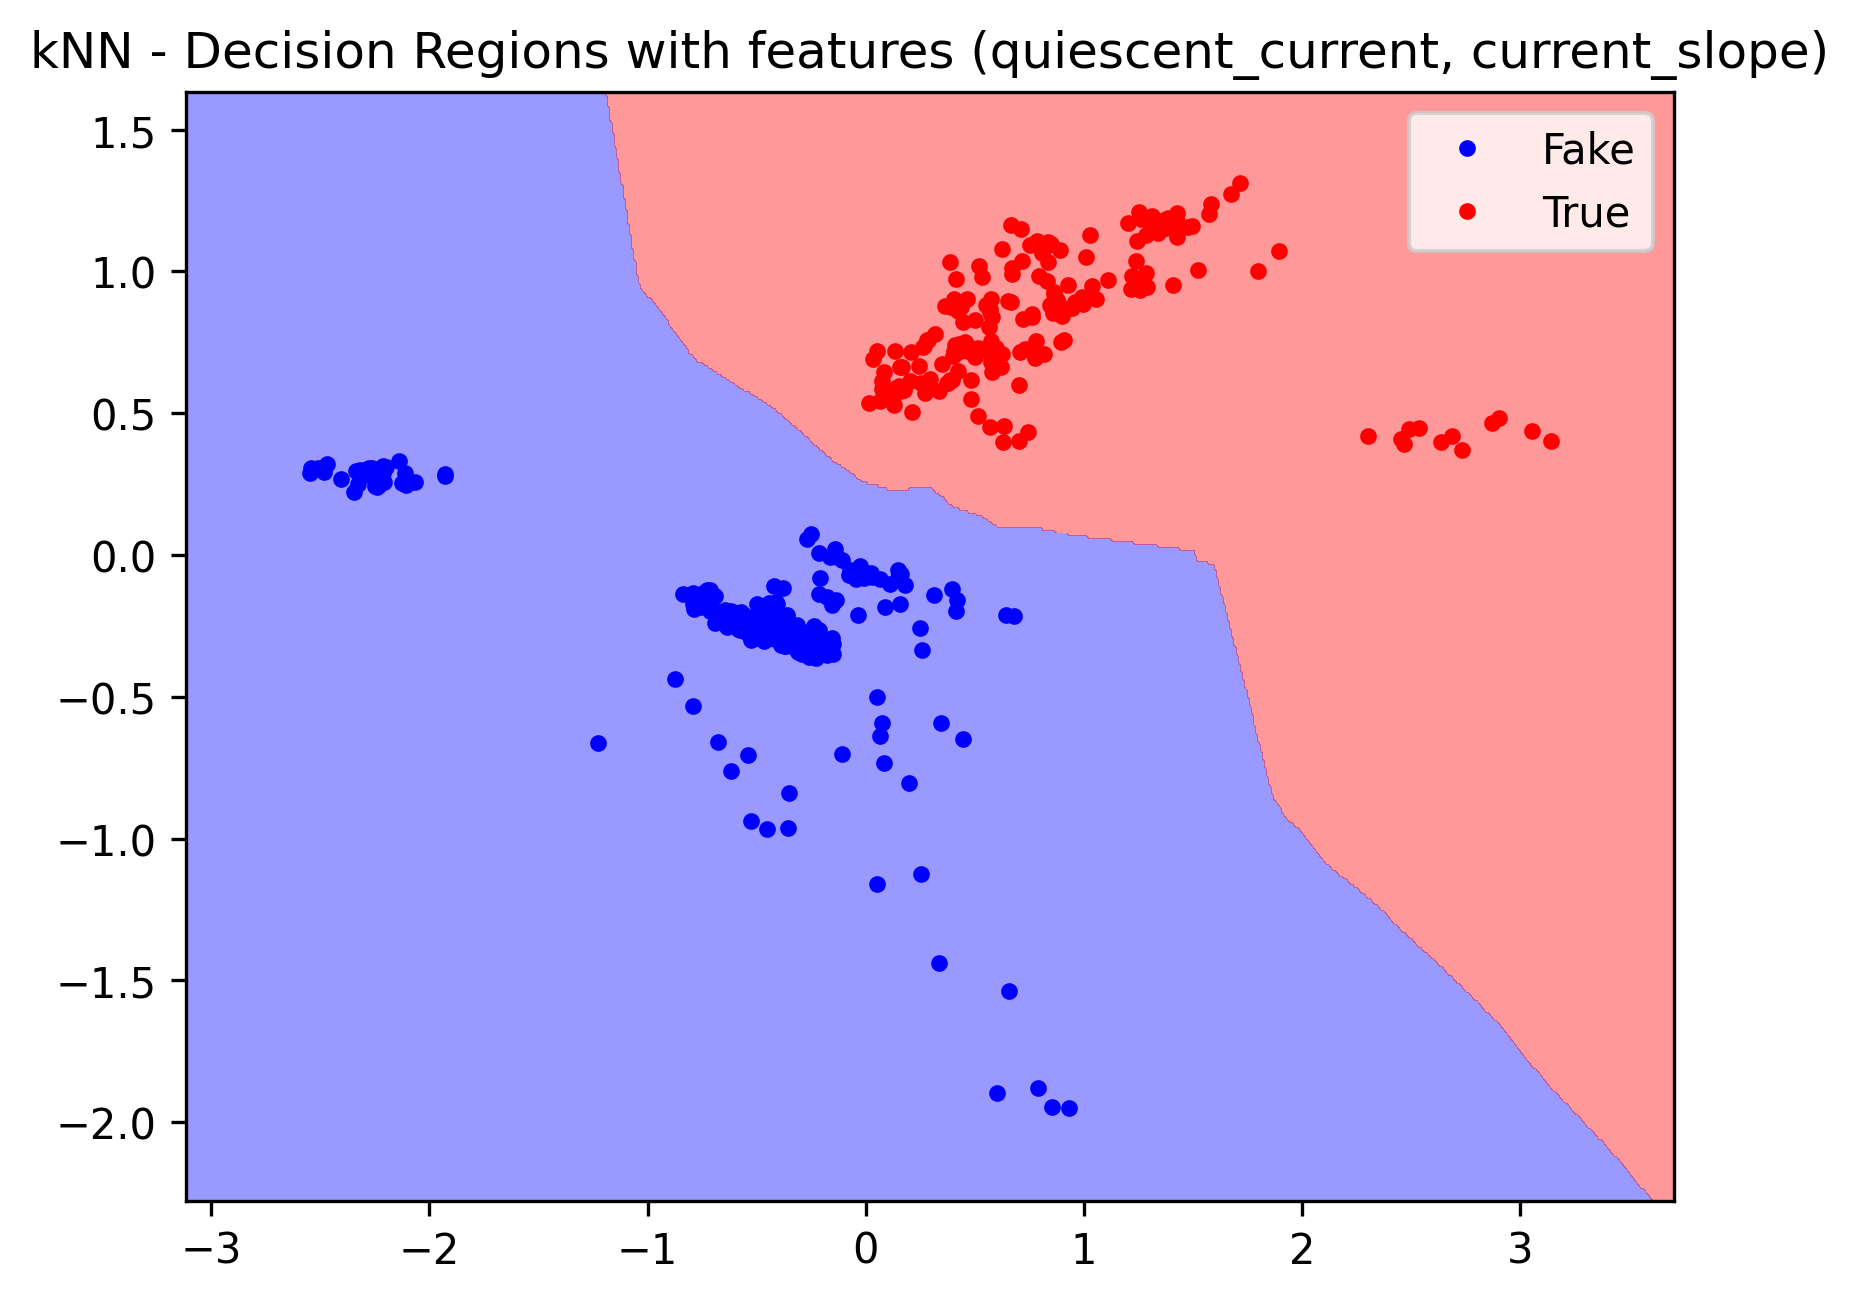 kNN - Decision Regions with features (quiescent_current, current_slope)
Fake
True
1.5
1.0
0.5
0.0
−0.5
−1.0
−1.5
−2.0
−3 −2 −1 0 1 2 3